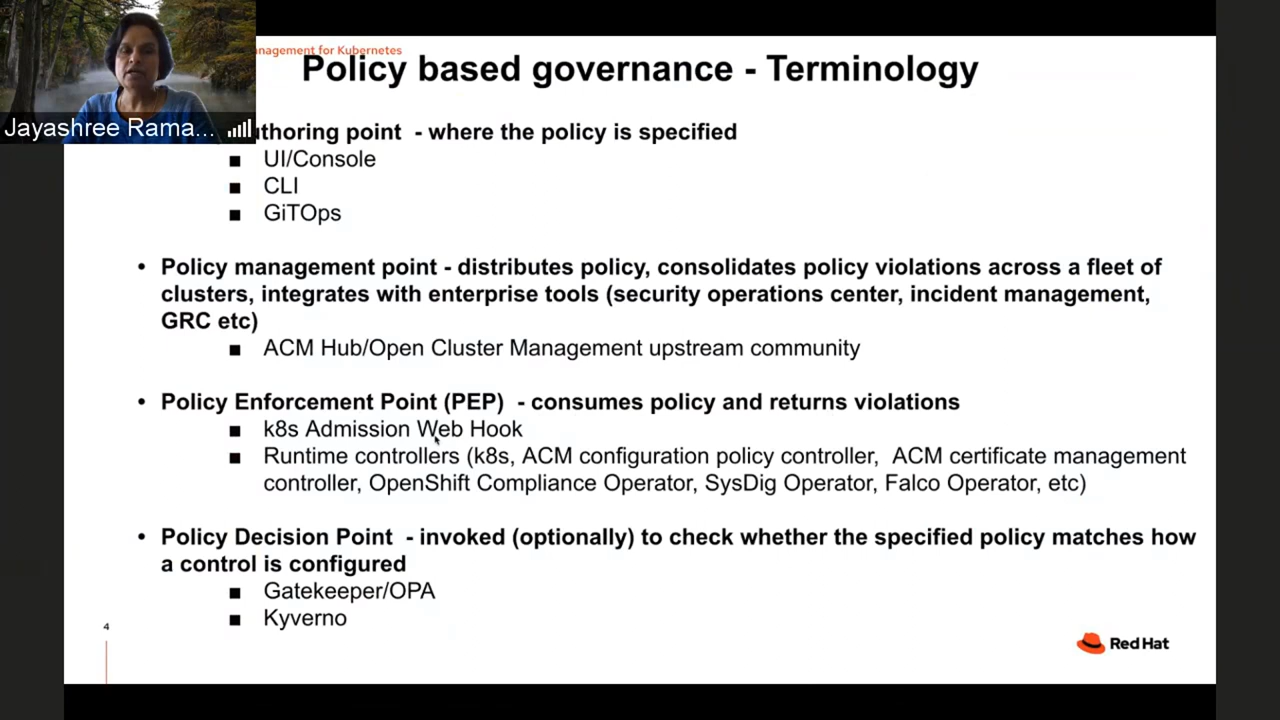 Management for Kubernetes
Policy based governance - Terminology
Jayashree Rama...
uthoring point - where the policy is specified
■ UI/Console
■ CLI
■ GiTOps
• Policy management point - distributes policy, consolidates policy violations across a fleet of
clusters, integrates with enterprise tools (security operations center, incident management,
GRC etc)
■ ACM Hub/Open Cluster Management upstream community
• Policy Enforcement Point (PEP) - consumes policy and returns violations
■ k8s Admission Web Hook
■ Runtime controllers (k8s, ACM configuration policy controller, ACM certificate management
controller, OpenShift Compliance Operator, SysDig Operator, Falco Operator, etc)
• Policy Decision Point - invoked (optionally) to check whether the specified policy matches how
a control is configured
■ Gatekeeper/OPA
■ Kyverno
4
Red Hat